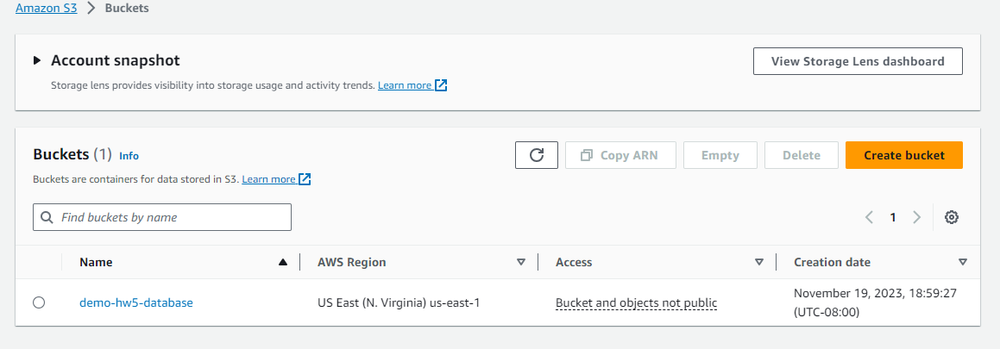 Amazon S3 > Buckets
Account snapshot
View Storage Lens dashboard
Storage lens provides visibility into storage usage and activity trends. Learn more
Buckets (1) Info
Copy ARN Empty Delete Create bucket
Buckets are containers for data stored in S3. Learn more
Find buckets by name
1
Name AWS Region Access Creation date
demo-hw5-database US East (N. Virginia) us-east-1 Bucket and objects not public November 19, 2023, 18:59:27
(UTC-08:00)